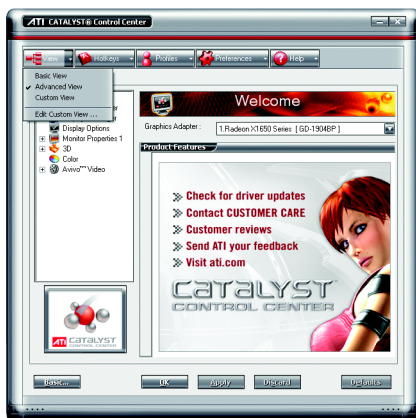 ATI CATALYST® Control Center
View Hotkeys Profiles Preferences Help
Basic View
Advanced View
Custom View
Edit Custom View ...
Display Options
Monitor Properties 1
3D
Color
Avivo™ Video
Welcome
Graphics Adapter :
1.Radeon X1650 Series [ GD-1904BP ]
Product Features
Check for driver updates
Contact CUSTOMER CARE
Customer reviews
Send ATI your feedback
Visit ati.com
CATALYST
CONTROL CENTER
ATI CATALYST
CONTROL CENTER
Basic...
OK
Apply
Discard
Defaults